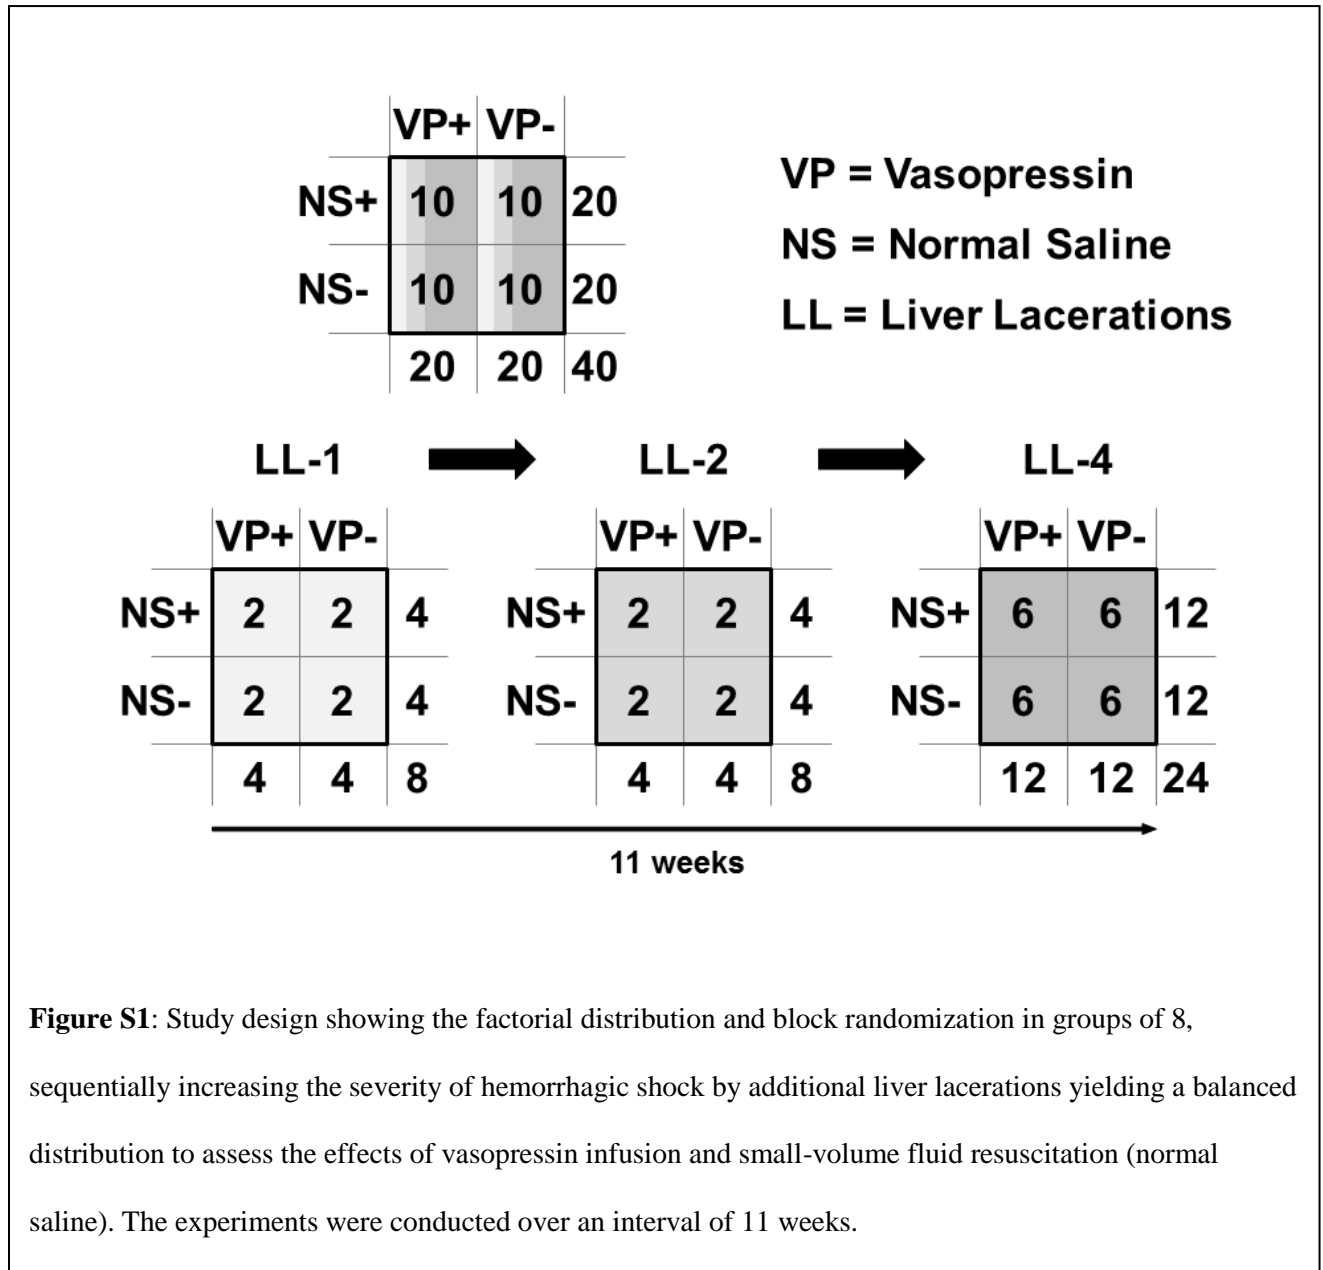 VP+ VP-
NS+ 10 10 20
NS- 10 10 20
20 20 40
VP = Vasopressin
NS = Normal Saline
LL = Liver Lacerations
LL-1 LL-2 LL-4
VP+ VP- VP+ VP- VP+ VP-
NS+ 2 2 4 NS+ 2 2 4 NS+ 6 6 12
NS- 2 2 4 NS- 2 2 4 NS- 6 6 12
4 4 8 4 4 8 12 12 24
11 weeks
Figure S1: Study design showing the factorial distribution and block randomization in groups of 8,
sequentially increasing the severity of hemorrhagic shock by additional liver lacerations yielding a balanced
distribution to assess the effects of vasopressin infusion and small-volume fluid resuscitation (normal
saline). The experiments were conducted over an interval of 11 weeks.